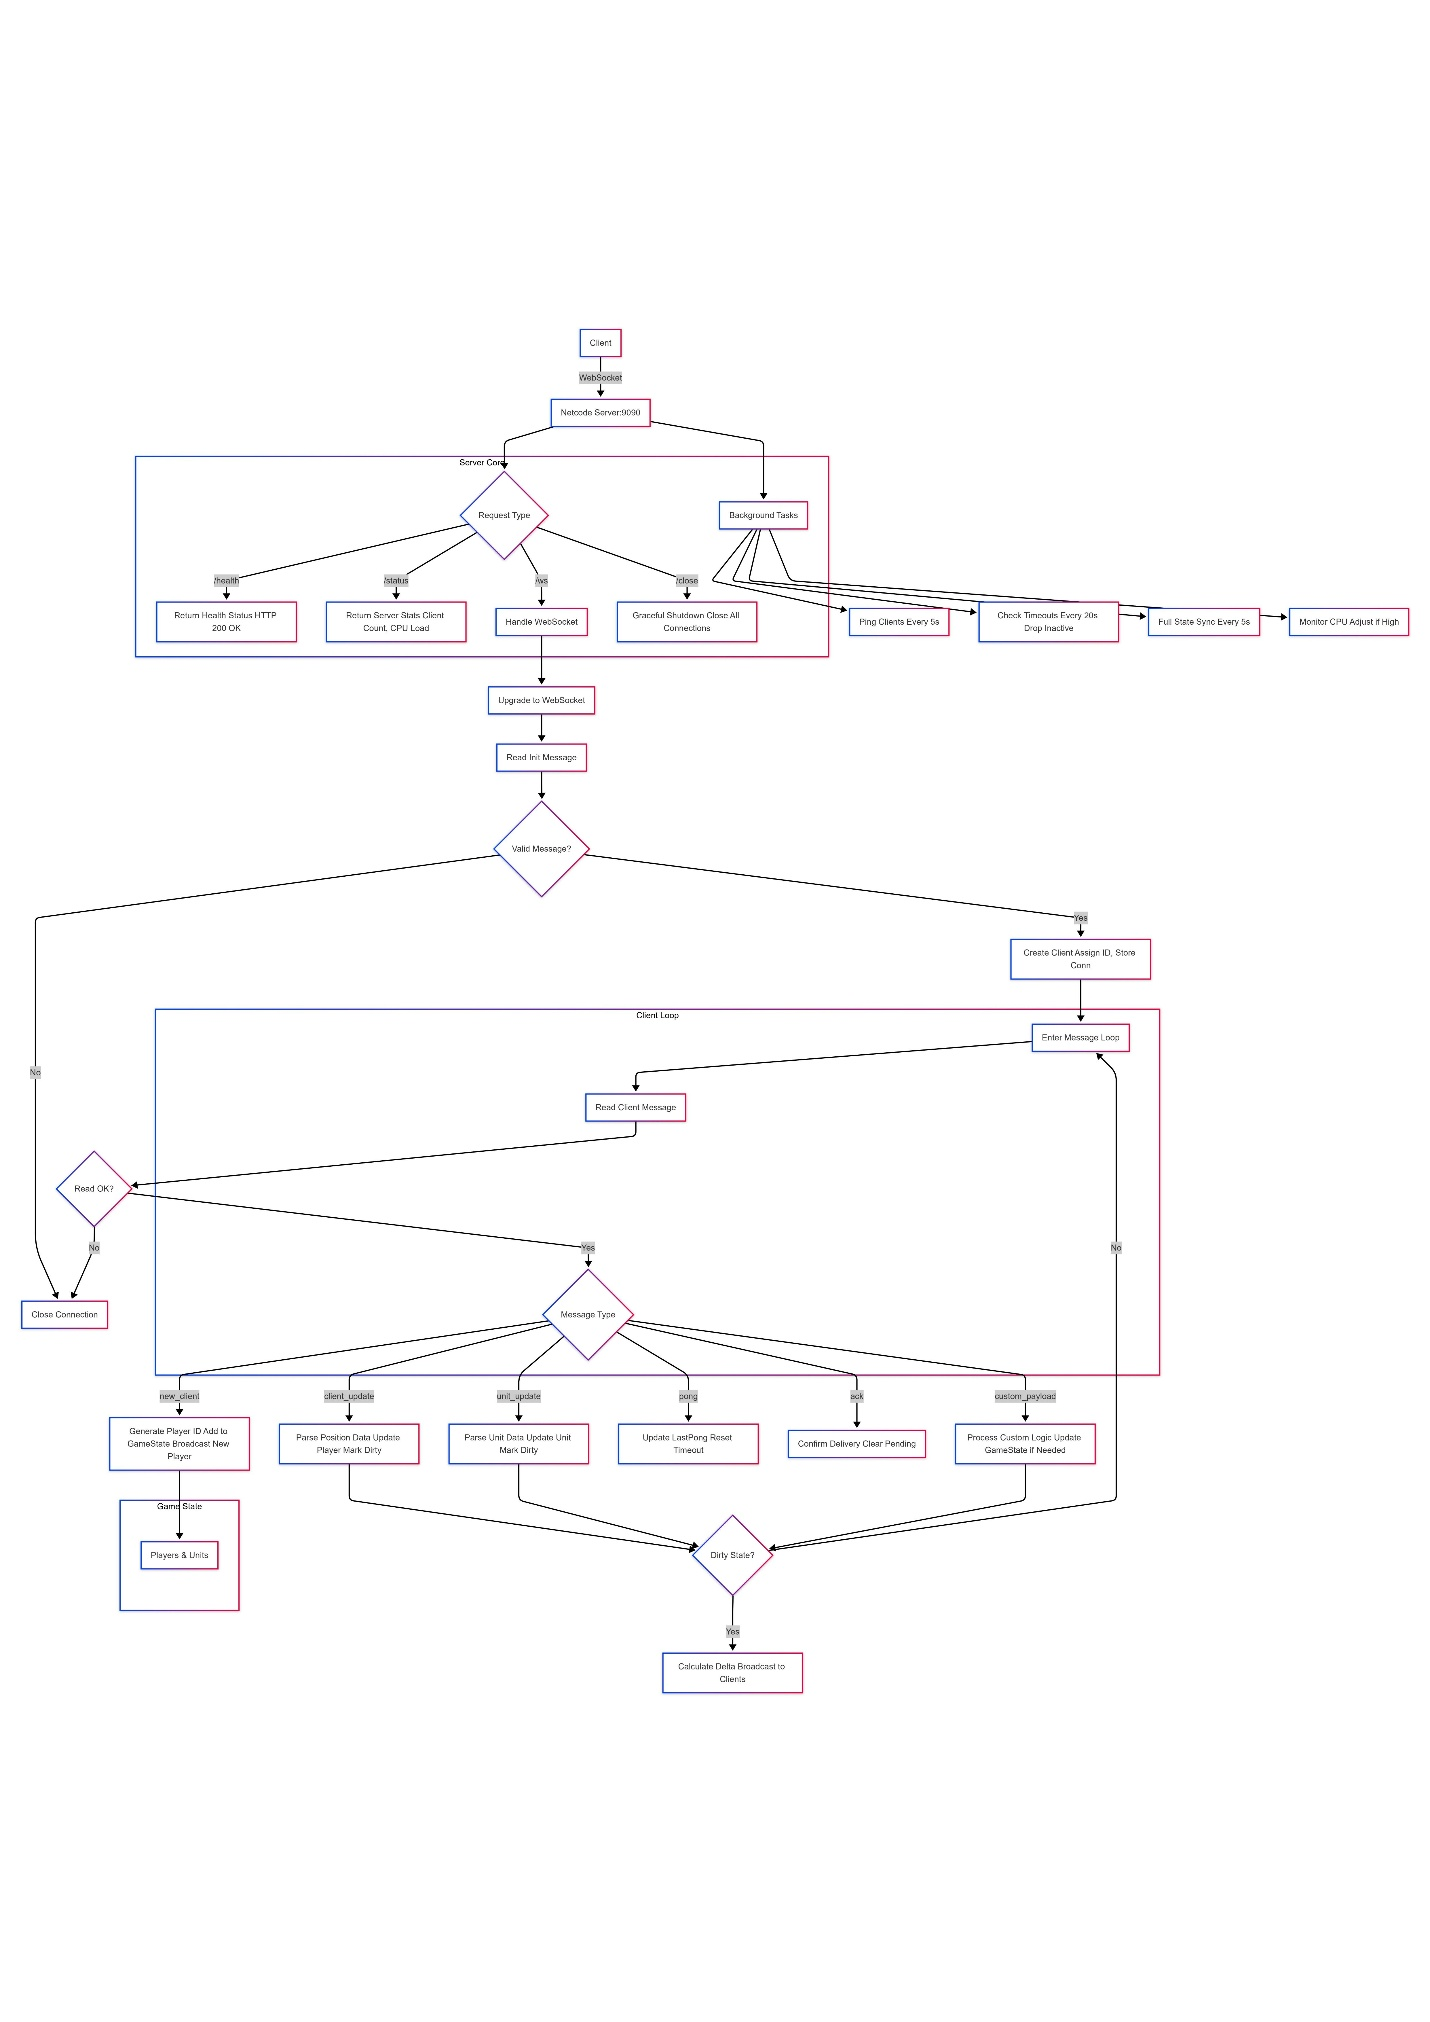 Client
WebSocket
Netcode Server:9090
Server Core
Request Type
Background Tasks
/health
/status
/ws
/close
Return Health Status HTTP
200 OK
Return Server Stats Client
Count, CPU Load
Handle WebSocket
Graceful Shutdown Close All
Connections
Ping Clients Every 5s
Check Timeouts Every 20s
Drop Inactive
Full State Sync Every 5s
Monitor CPU Adjust if High
Upgrade to WebSocket
Read Init Message
Valid Message?
Yes
Create Client Assign ID, Store
Conn
Client Loop
Enter Message Loop
No
Read Client Message
Read OK?
No
Yes
No
Close Connection
Message Type
new_client
client_update
unit_update
pong
ack
custom_payload
Generate Player ID Add to
GameState Broadcast New
Player
Parse Position Data Update
Player Mark Dirty
Parse Unit Data Update Unit
Mark Dirty
Update LastPong Reset
Timeout
Confirm Delivery Clear Pending
Process Custom Logic Update
GameState if Needed
Game State
Players & Units
Dirty State?
Yes
Calculate Delta Broadcast to
Clients